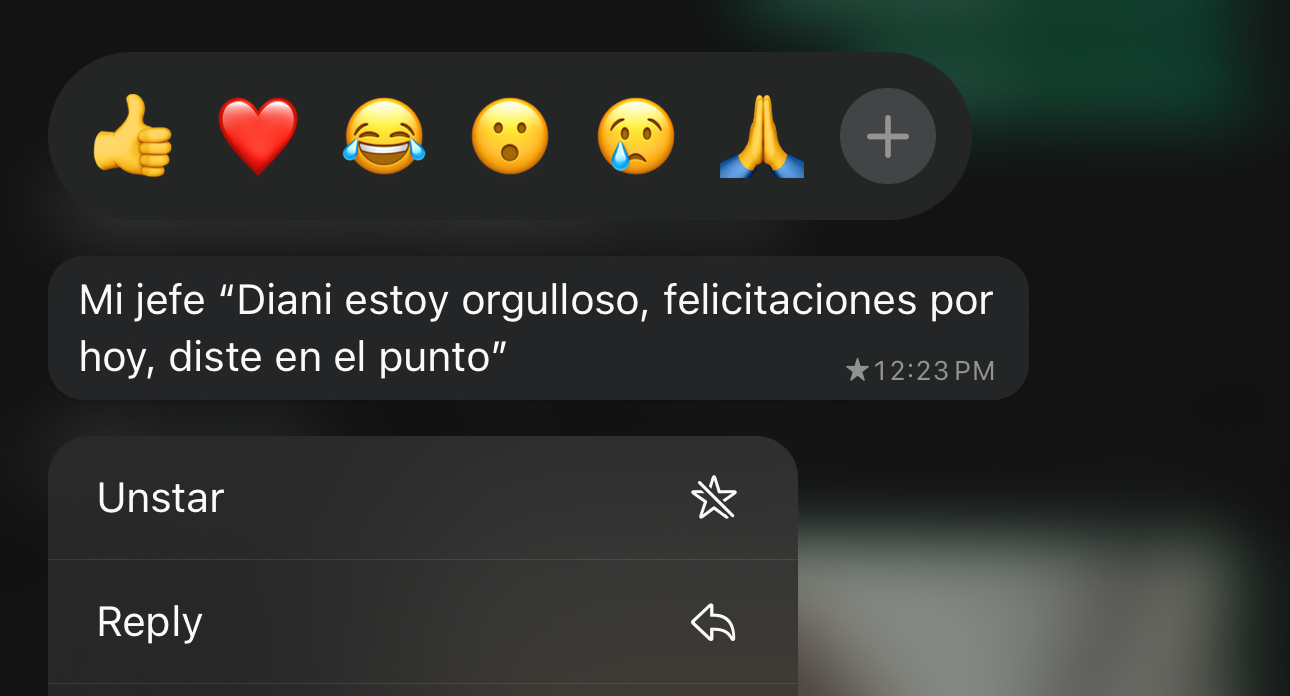 Mi jefe “Diani estoy orgulloso, felicitaciones por
hoy, diste en el punto”
★12:23 PM
Unstar
Reply